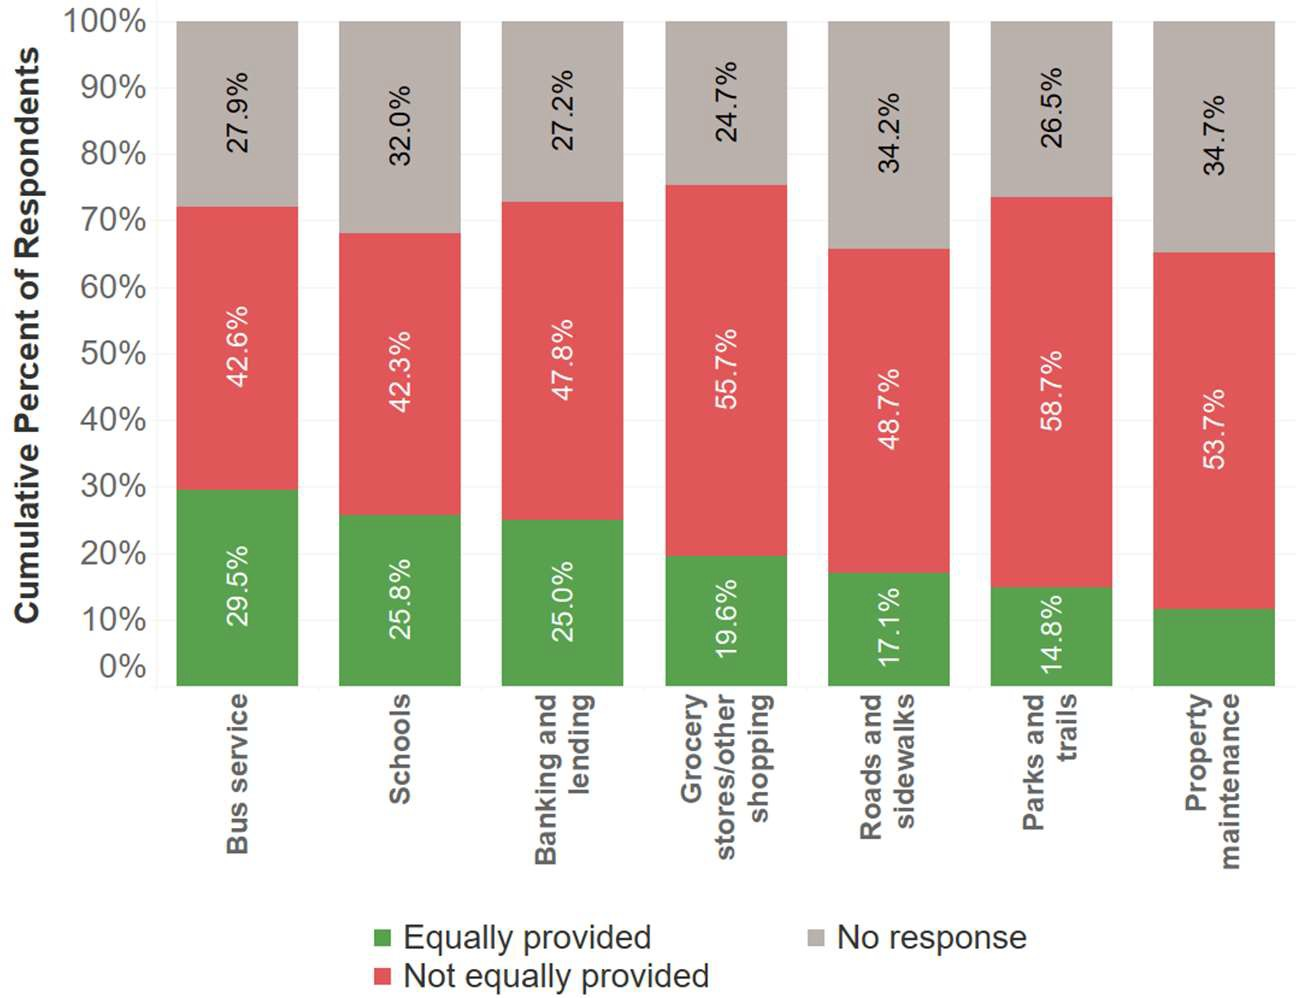 Cumulative Percent of Respondents
100%
90%
80%
70%
60%
50%
40%
30%
20%
10%
0%
27.9%
42.6%
29.5%
32.0%
42.3%
25.8%
27.2%
47.8%
25.0%
24.7%
55.7%
19.6%
34.2%
48.7%
17.1%
26.5%
58.7%
14.8%
34.7%
53.7%
Bus service
Schools
Banking and
lending
Grocery
stores/other
shopping
Roads and
sidewalks
Parks and
trails
Property
maintenance
Equally provided
Not equally provided
No response